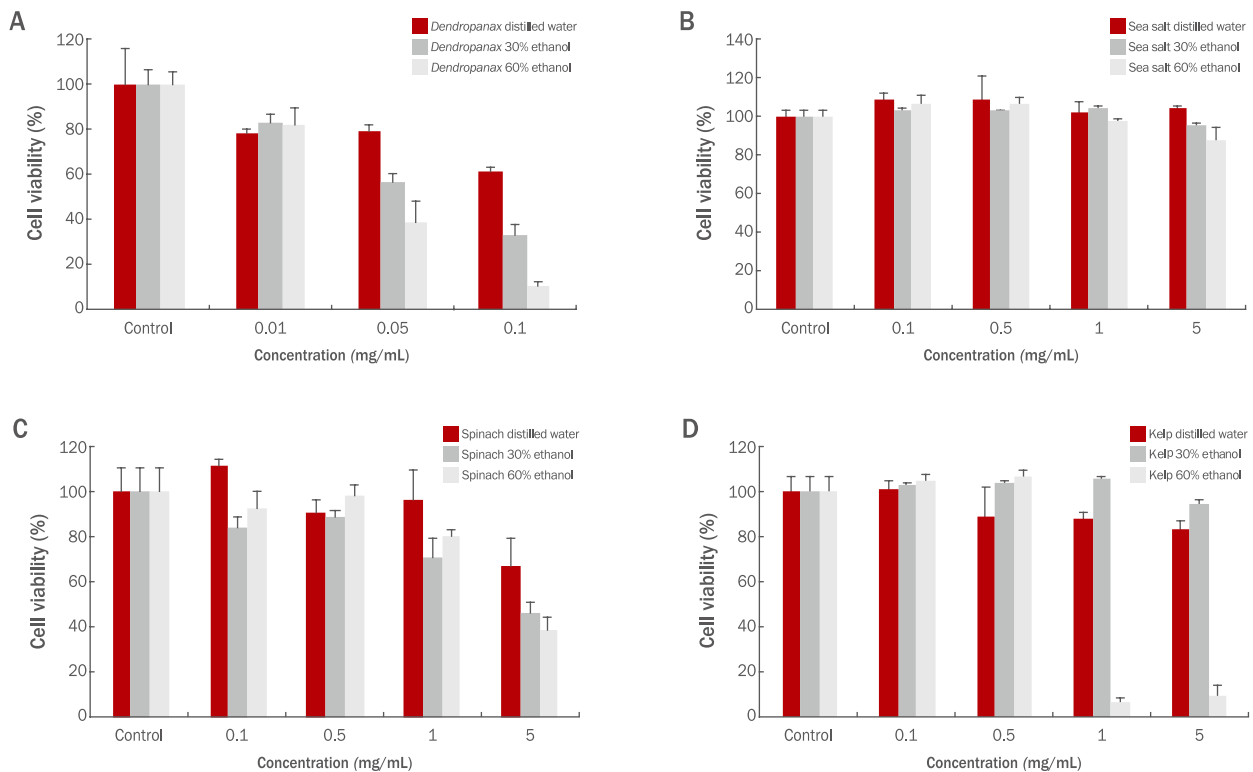 A
Dendropanax distilled water
Dendropanax 30% ethanol
Dendropanax 60% ethanol
Cell viability (%)
120
100
80
60
40
20
0
Control 0.01 0.05 0.1
Concentration (mg/mL)
B
Sea salt distilled water
Sea salt 30% ethanol
Sea salt 60% ethanol
Cell viability (%)
140
120
100
80
60
40
20
0
Control 0.1 0.5 1 5
Concentration (mg/mL)
C
Spinach distilled water
Spinach 30% ethanol
Spinach 60% ethanol
Cell viability (%)
120
100
80
60
40
20
0
Control 0.1 0.5 1 5
Concentration (mg/mL)
D
Kelp distilled water
Kelp 30% ethanol
Kelp 60% ethanol
Cell viability (%)
120
100
80
60
40
20
0
Control 0.1 0.5 1 5
Concentration (mg/mL)